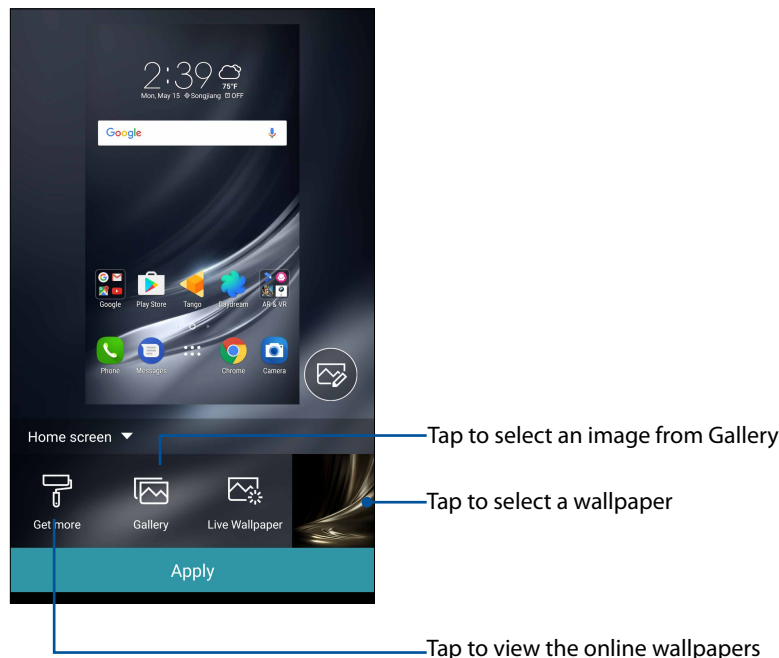 2:39
75°F
Mon, May 15 Songjiang OFF
Google
Google Play Store Tango Daydream AR & VR
Phone Messages Chrome Camera
Home screen
Tap to select an image from Gallery
Tap to select a wallpaper
Get more Gallery Live Wallpaper
Apply
Tap to view the online wallpapers